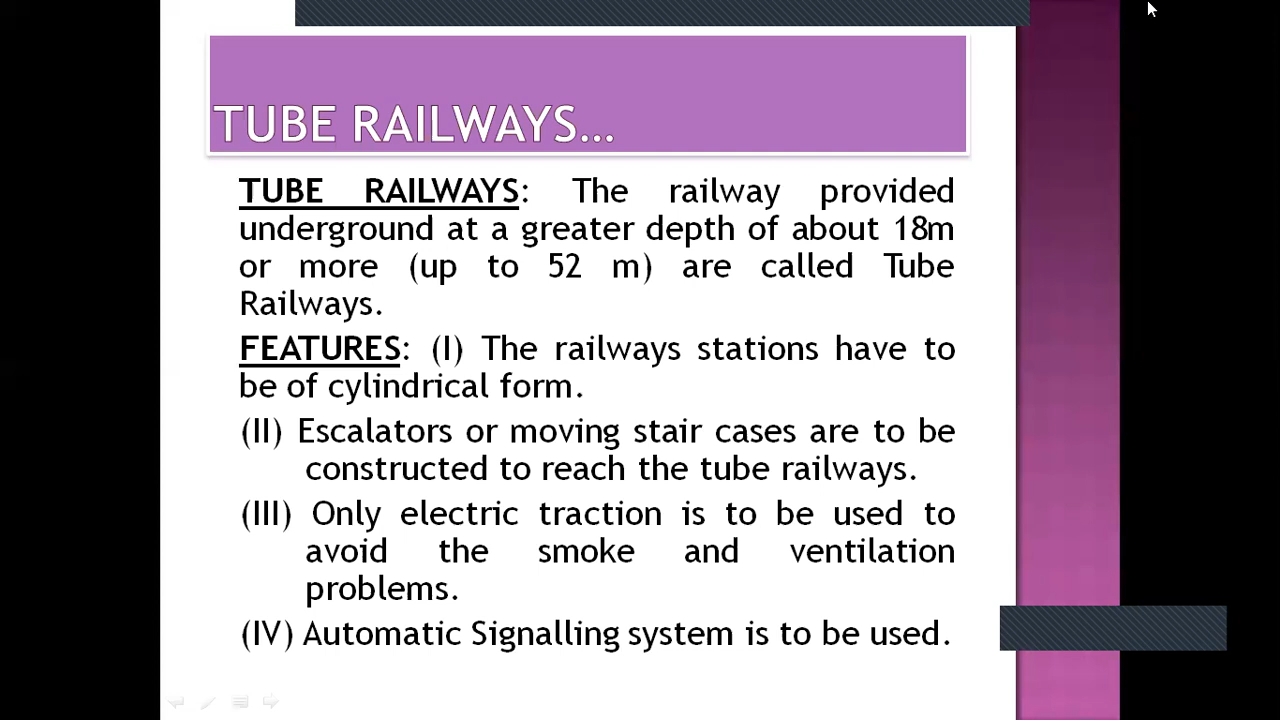 TUBE RAILWAYS...
TUBE RAILWAYS: The railway provided
underground at a greater depth of about 18m
or more (up to 52 m) are called Tube
Railways.
FEATURES: (I) The railways stations have to
be of cylindrical form.
(II) Escalators or moving stair cases are to be
constructed to reach the tube railways.
(III) Only electric traction is to be used to
avoid the smoke and ventilation
problems.
(IV) Automatic Signalling system is to be used.